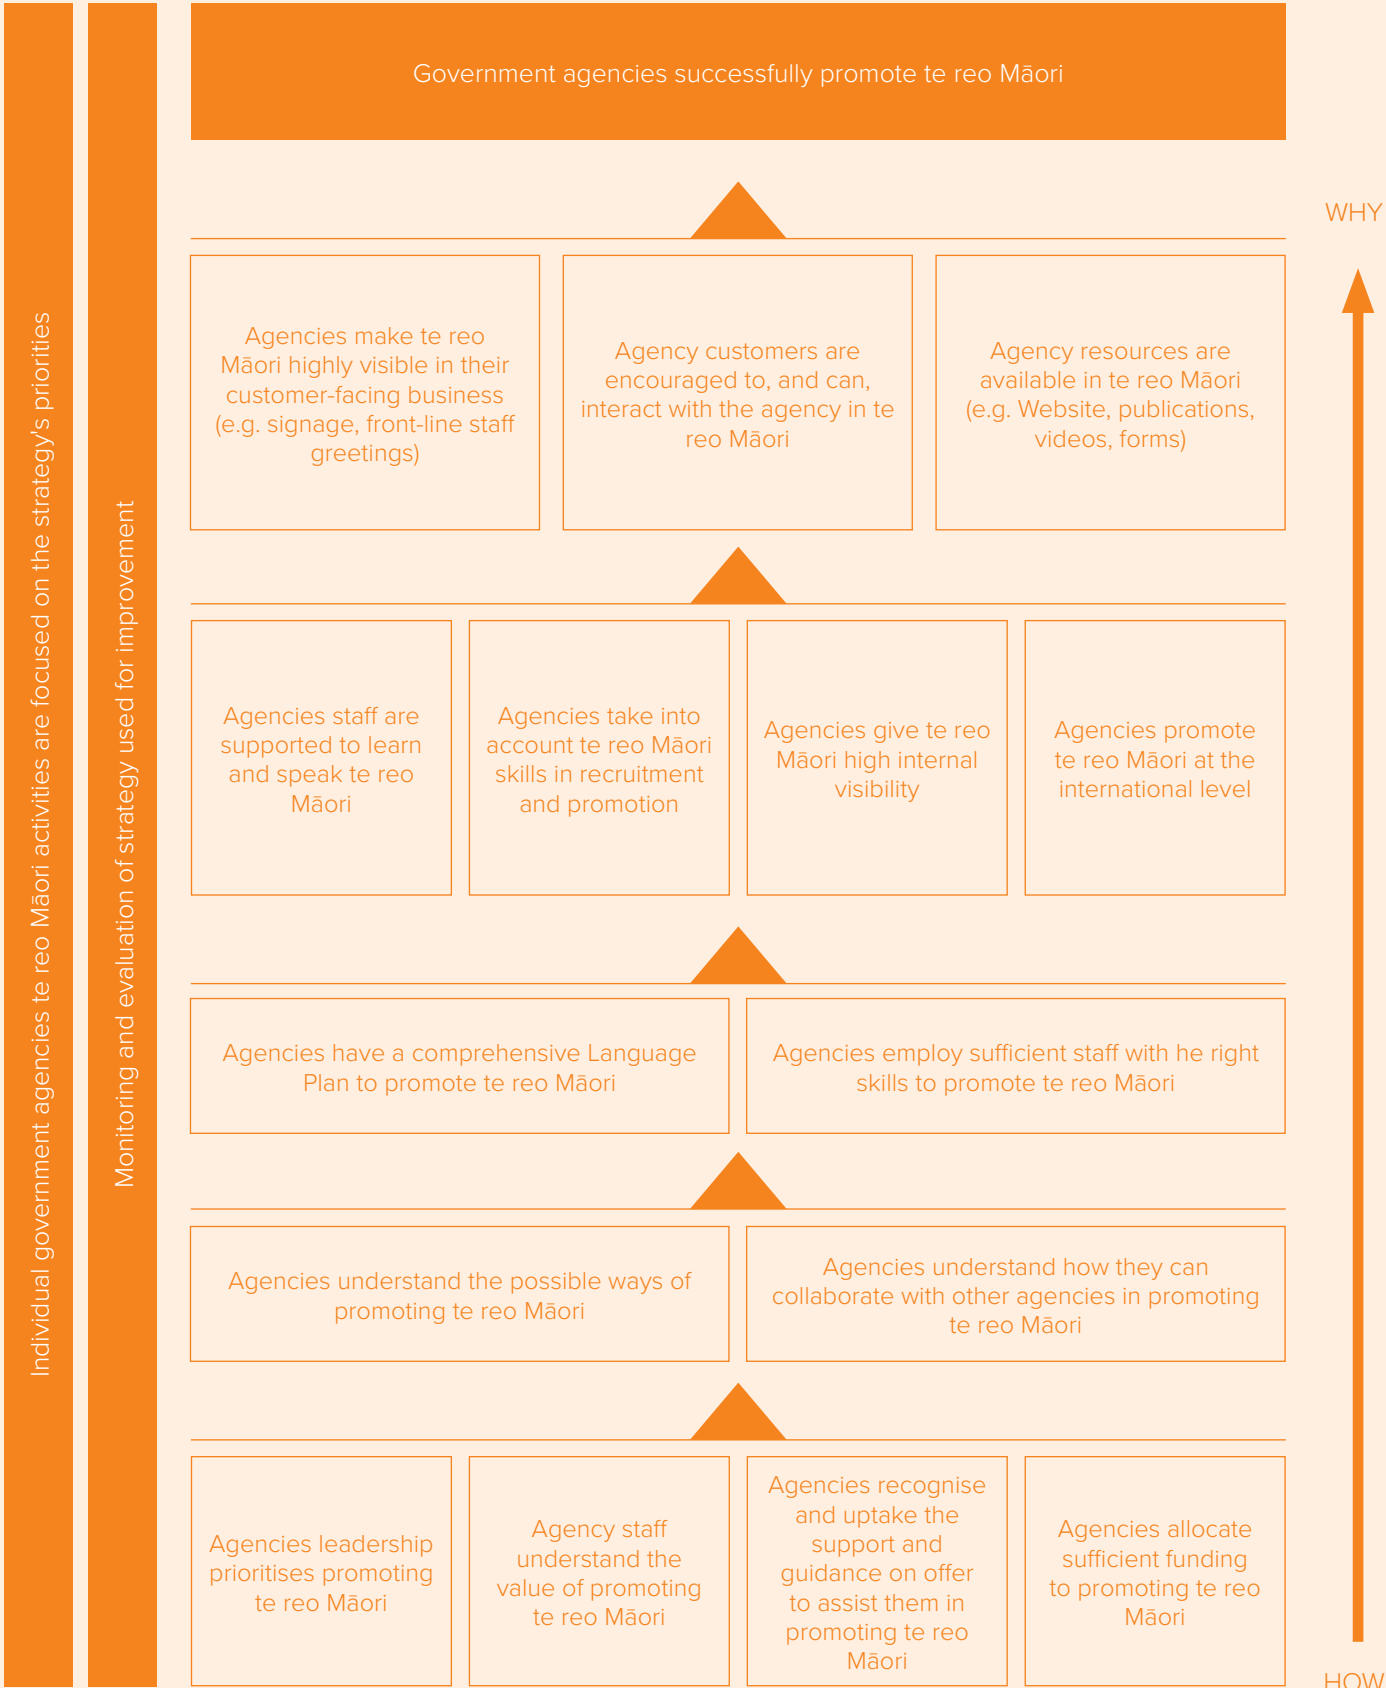 Individual government agencies te reo Māori activities are focused on the strategy's priorities
Monitoring and evaluation of strategy used for improvement
Government agencies successfully promote te reo Māori
WHY
Agencies make te reo
Māori highly visible in their
customer-facing business
(e.g. signage, front-line staff
greetings)
Agency customers are
encouraged to, and can,
interact with the agency in te
reo Māori
Agency resources are
available in te reo Māori
(e.g. Website, publications,
videos, forms)
Agencies staff are
supported to learn
and speak te reo
Māori
Agencies take into
account te reo Māori
skills in recruitment
and promotion
Agencies give te reo
Māori high internal
visibility
Agencies promote
te reo Māori at the
international level
Agencies have a comprehensive Language
Plan to promote te reo Māori
Agencies employ sufficient staff with he right
skills to promote te reo Māori
Agencies understand the possible ways of
promoting te reo Māori
Agencies understand how they can
collaborate with other agencies in promoting
te reo Māori
Agencies leadership
prioritises promoting
te reo Māori
Agency staff
understand the
value of promoting
te reo Māori
Agencies recognise
and uptake the
support and
guidance on offer
to assist them in
promoting te reo
Māori
Agencies allocate
sufficient funding
to promoting te reo
Māori
HOW